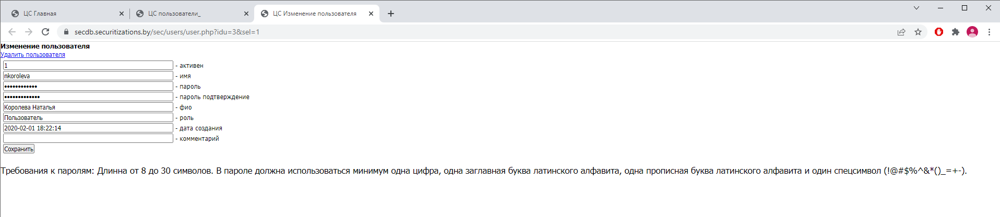 ЦС Главная
ЦС пользователи_
ЦС Изменение пользователя
secdb.securitizations.by/sec/users/user.php?idu=3&sel=1
Изменение пользователя
Удалить пользователя
1 - активен
nkoroleva - имя
•••••••••••• - пароль
••••••••••••• - пароль подтверждение
Королева Наталья - фио
Пользователь - роль
2020-02-01 18:22:14 - дата создания
- комментарий
Сохранить
Требования к паролям: Длинна от 8 до 30 символов. В пароле должна использоваться минимум одна цифра, одна заглавная буква латинского алфавита, одна прописная буква латинского алфавита и один спецсимвол (!@#$%^&*()_=+-).